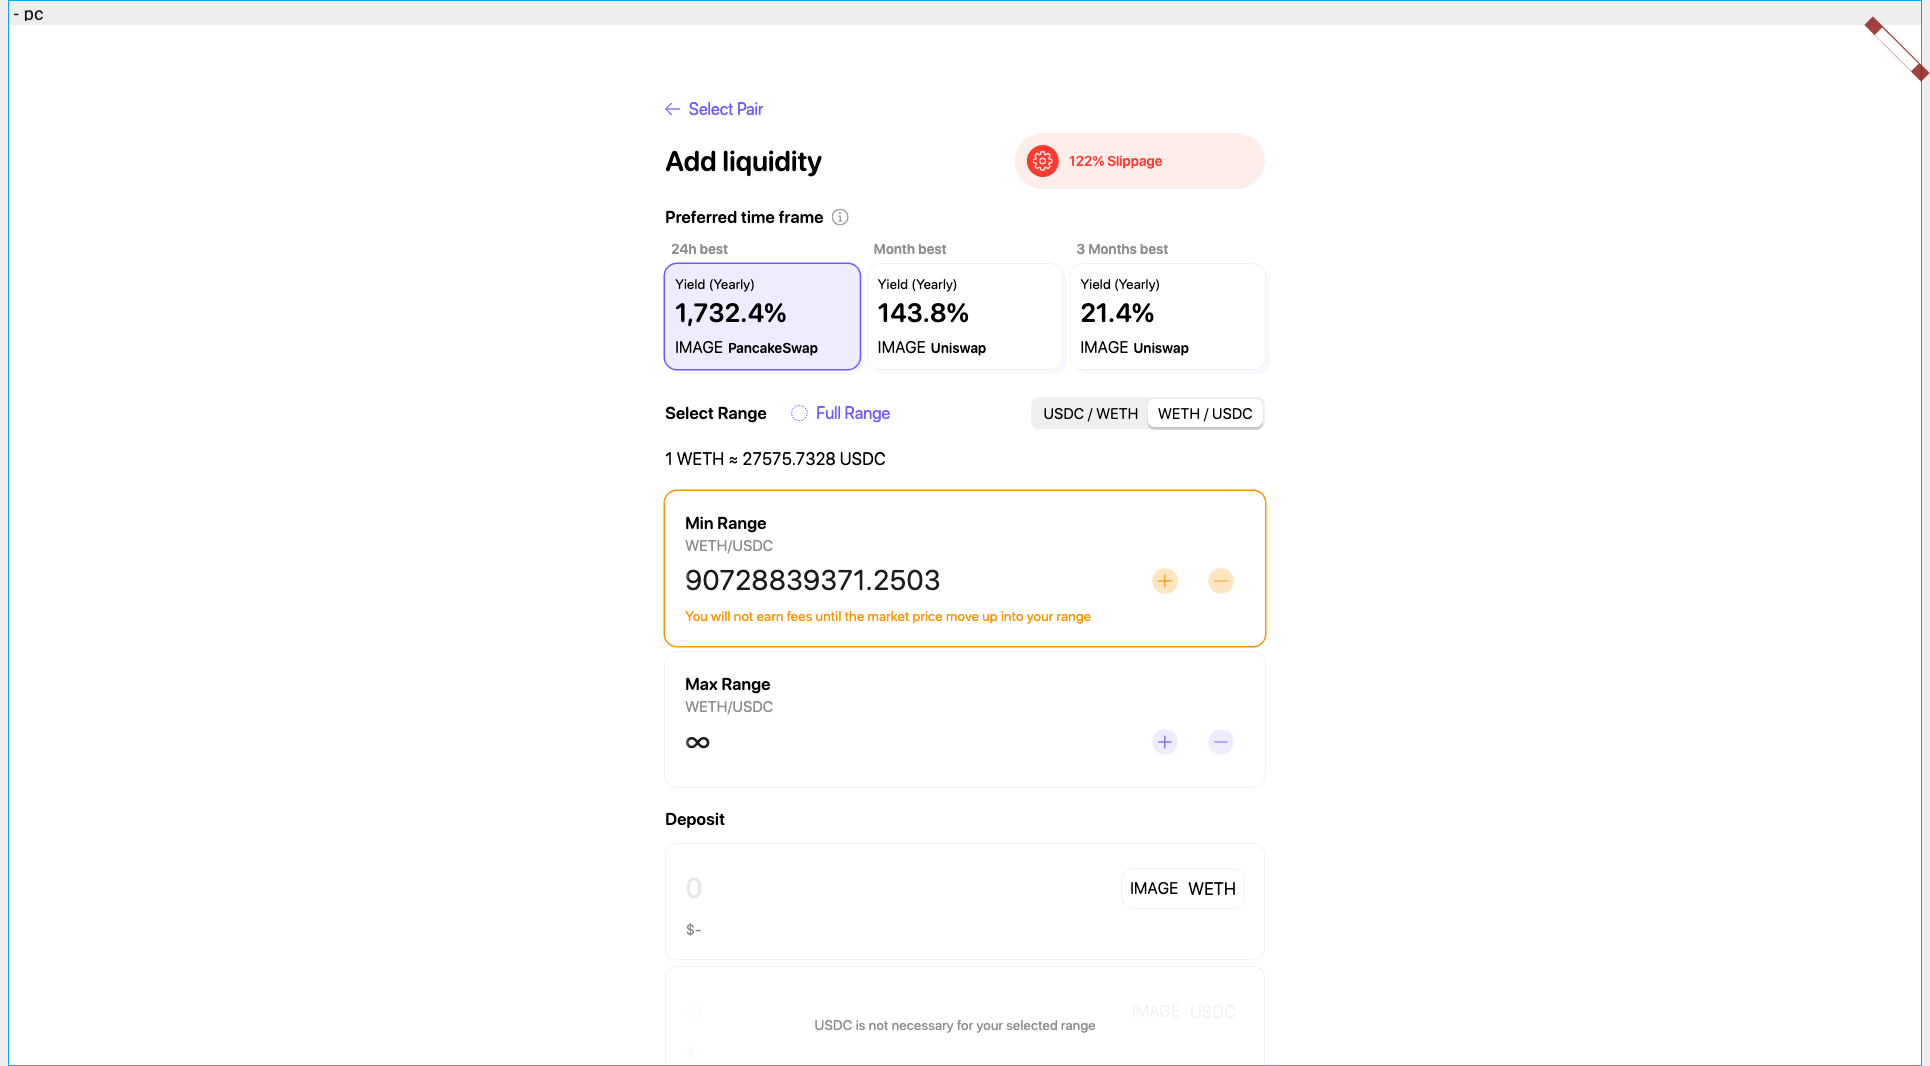 - pc
Select Pair
Add liquidity
122% Slippage
Preferred time frame
24h best
Month best
3 Months best
Yield (Yearly)
1,732.4%
IMAGE PancakeSwap
Yield (Yearly)
143.8%
IMAGE Uniswap
Yield (Yearly)
21.4%
IMAGE Uniswap
Select Range
Full Range
USDC / WETH
WETH / USDC
1 WETH ≈ 27575.7328 USDC
Min Range
WETH/USDC
90728839371.2503
You will not earn fees until the market price move up into your range
Max Range
WETH/USDC
∞
Deposit
0
IMAGE WETH
$-
0
IMAGE USDC
USDC is not necessary for your selected range
$-